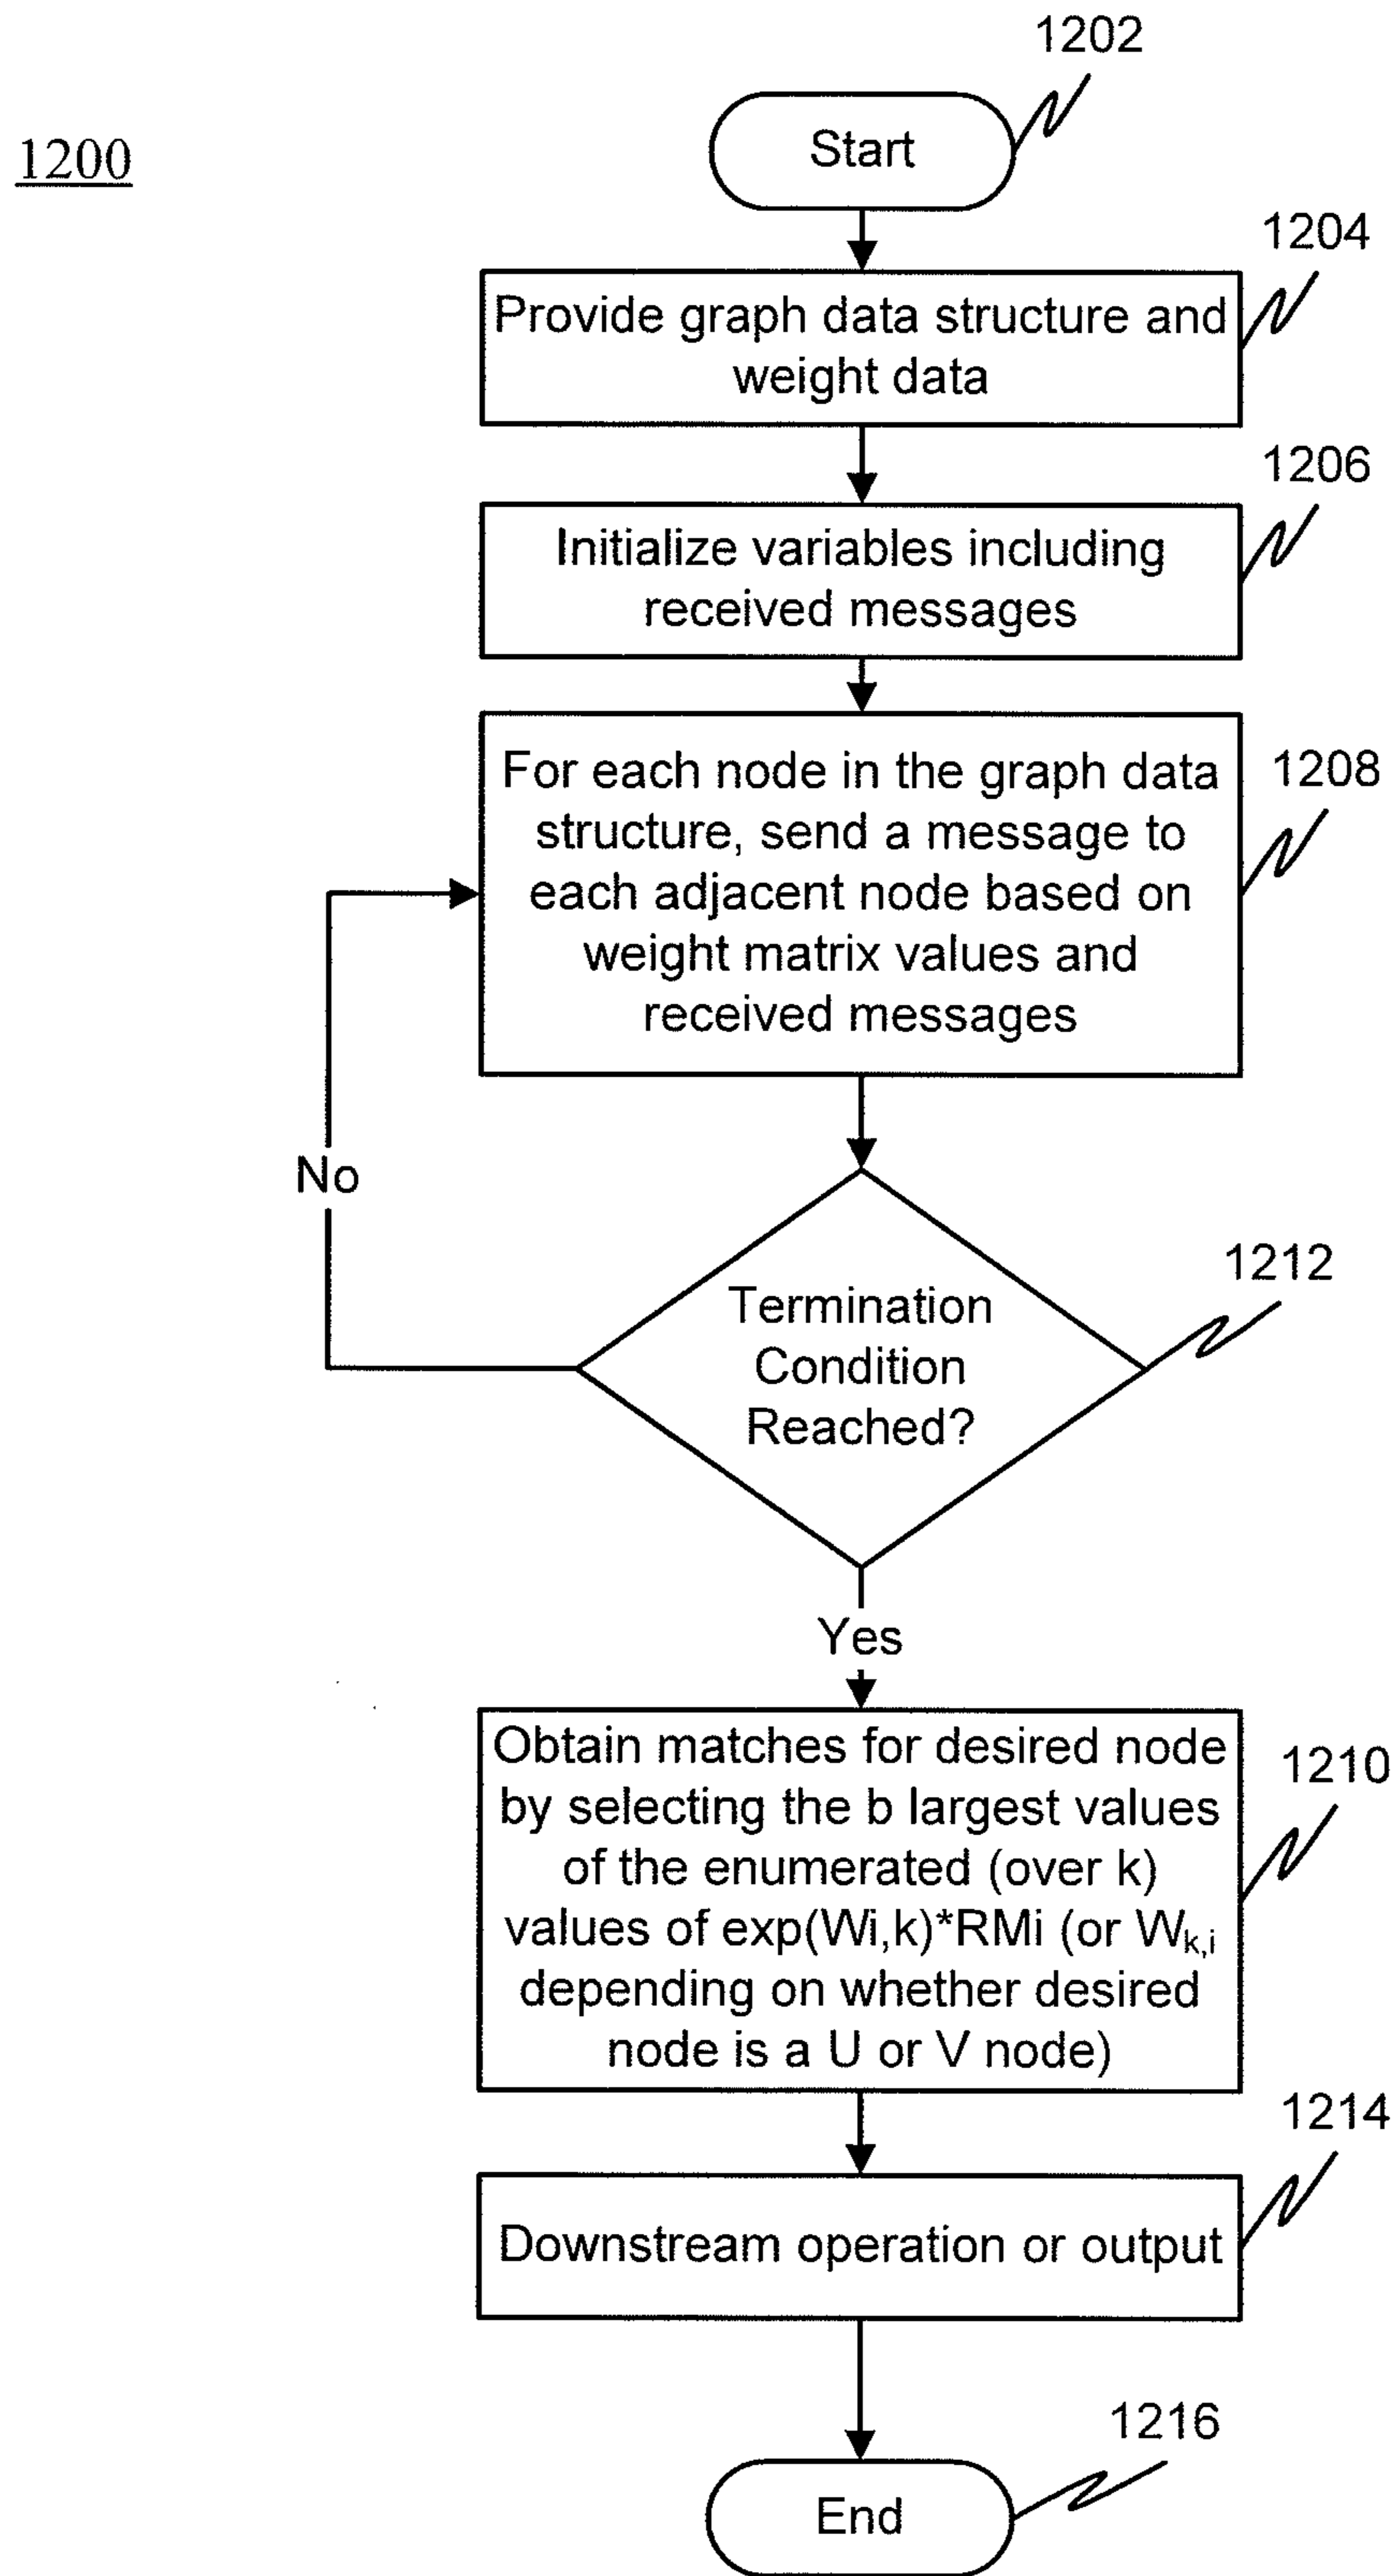 1202
1200
Start
1204
Provide graph data structure and
weight data
1206
Initialize variables including
received messages
1208
For each node in the graph data
structure, send a message to
each adjacent node based on
weight matrix values and
received messages
No
1212
Termination
Condition
Reached?
Yes
1210
Obtain matches for desired node
by selecting the b largest values
of the enumerated (over k)
values of exp(Wi,k)*RMi (or Wk,i
depending on whether desired
node is a U or V node)
1214
Downstream operation or output
1216
End